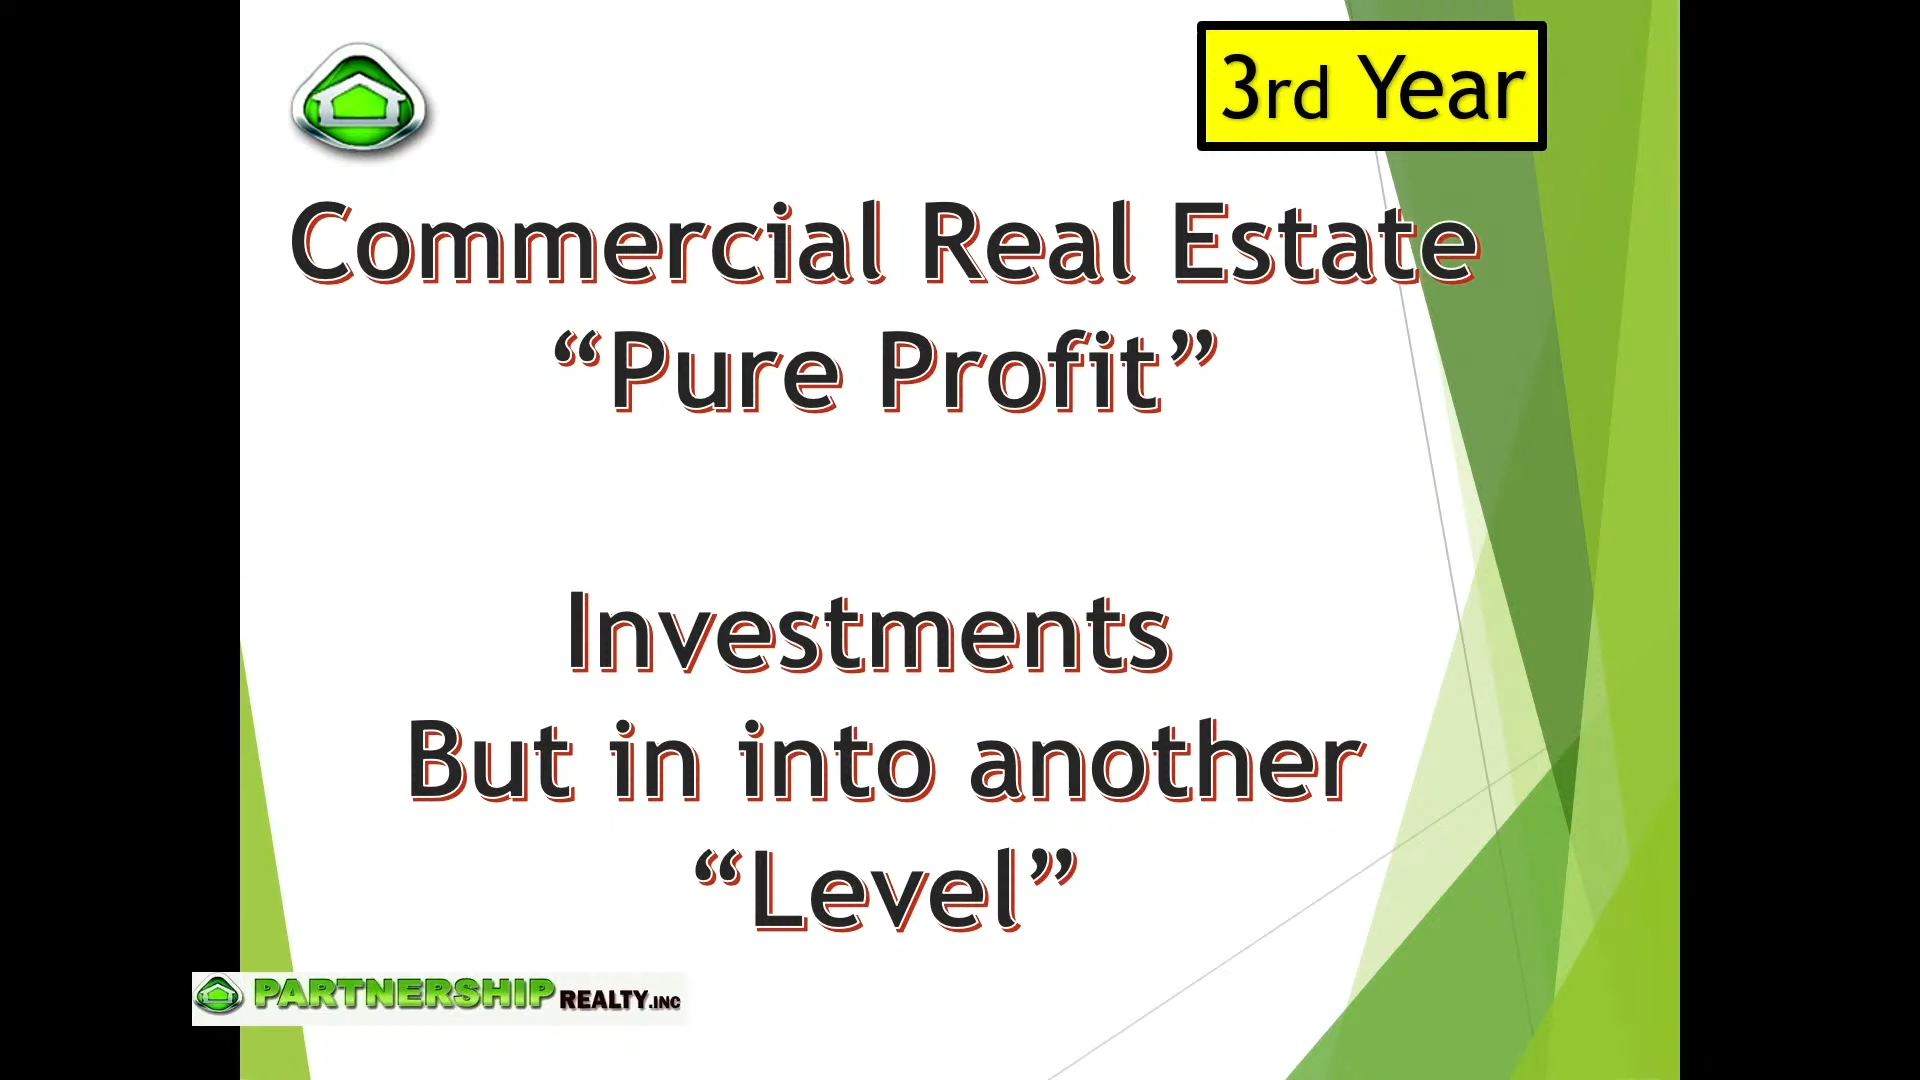 3rd Year
Commercial Real Estate
“Pure Profit”
Investments
But in into another
“Level”
PARTNERSHIP REALTY.INC